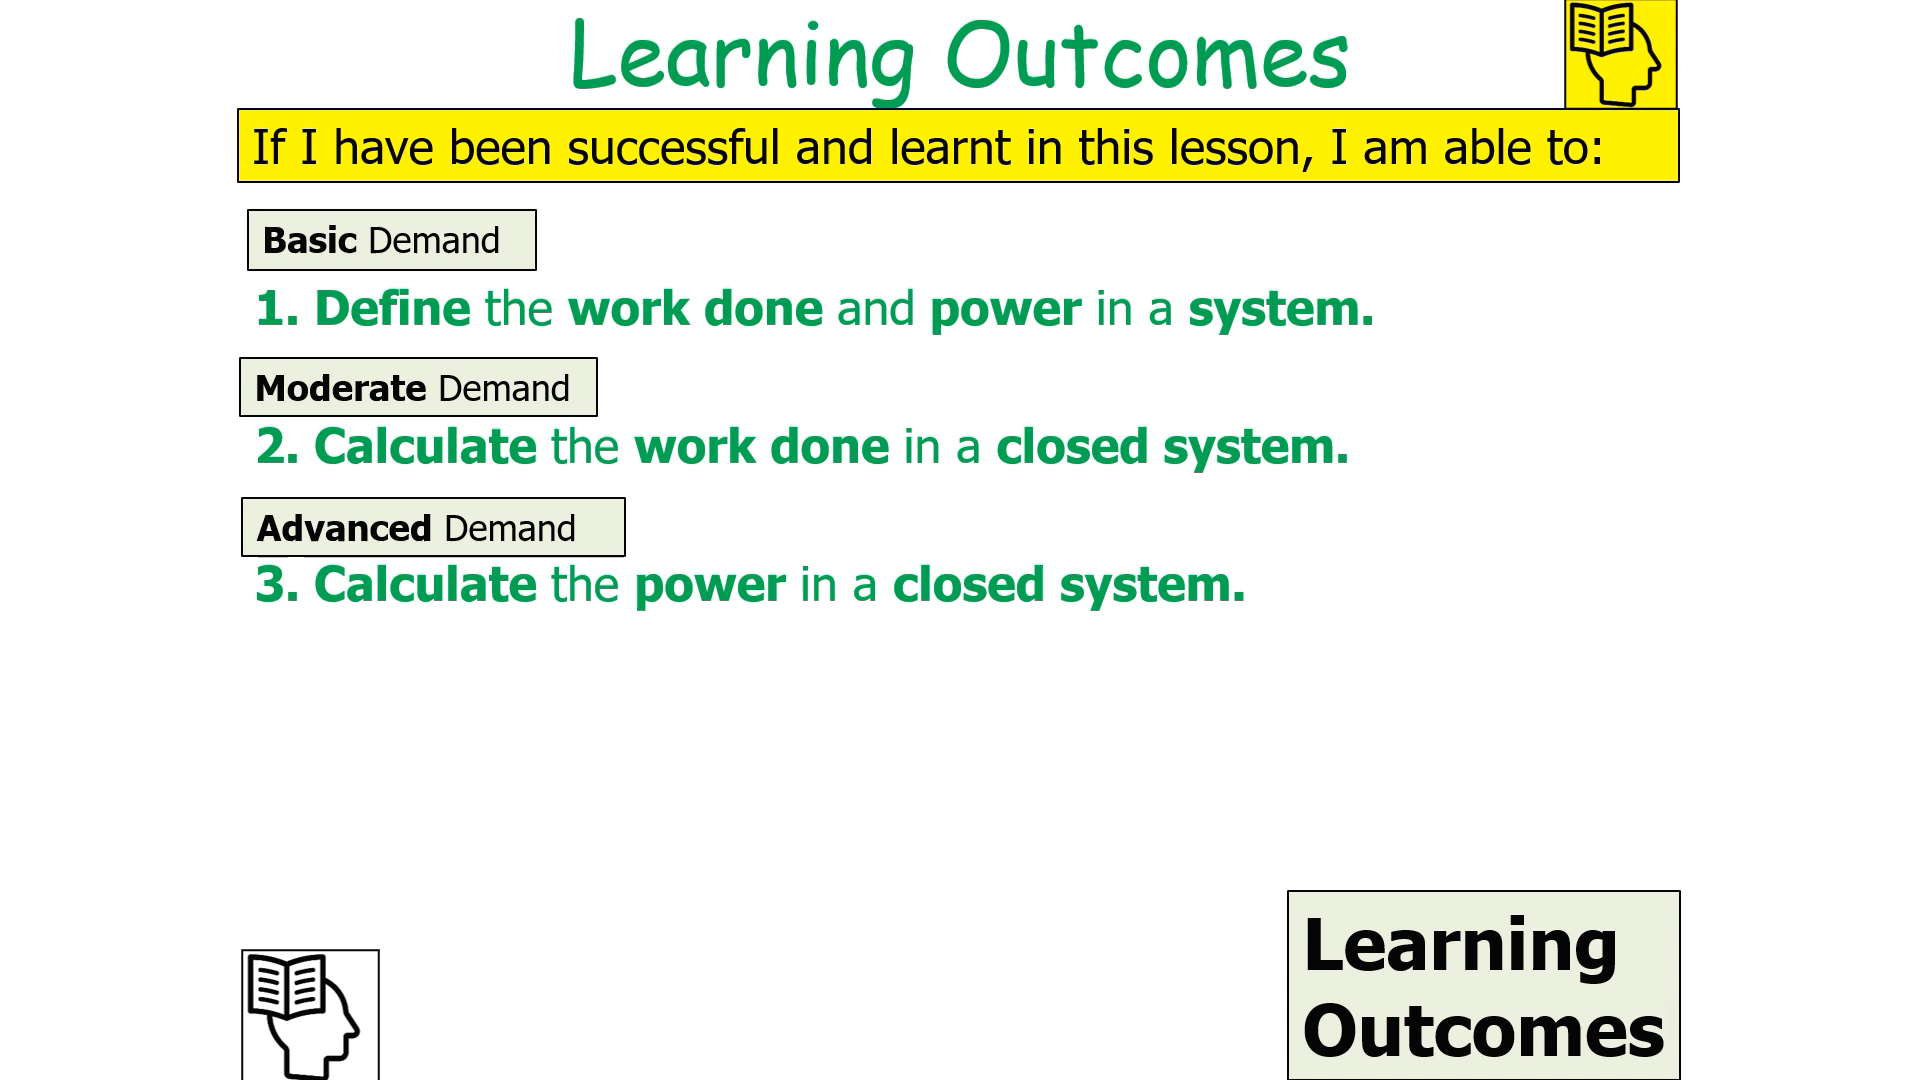 Learning Outcomes
If I have been successful and learnt in this lesson, I am able to:
Basic Demand
1. Define the work done and power in a system.
Moderate Demand
2. Calculate the work done in a closed system.
Advanced Demand
3. Calculate the power in a closed system.
Learning
Outcomes